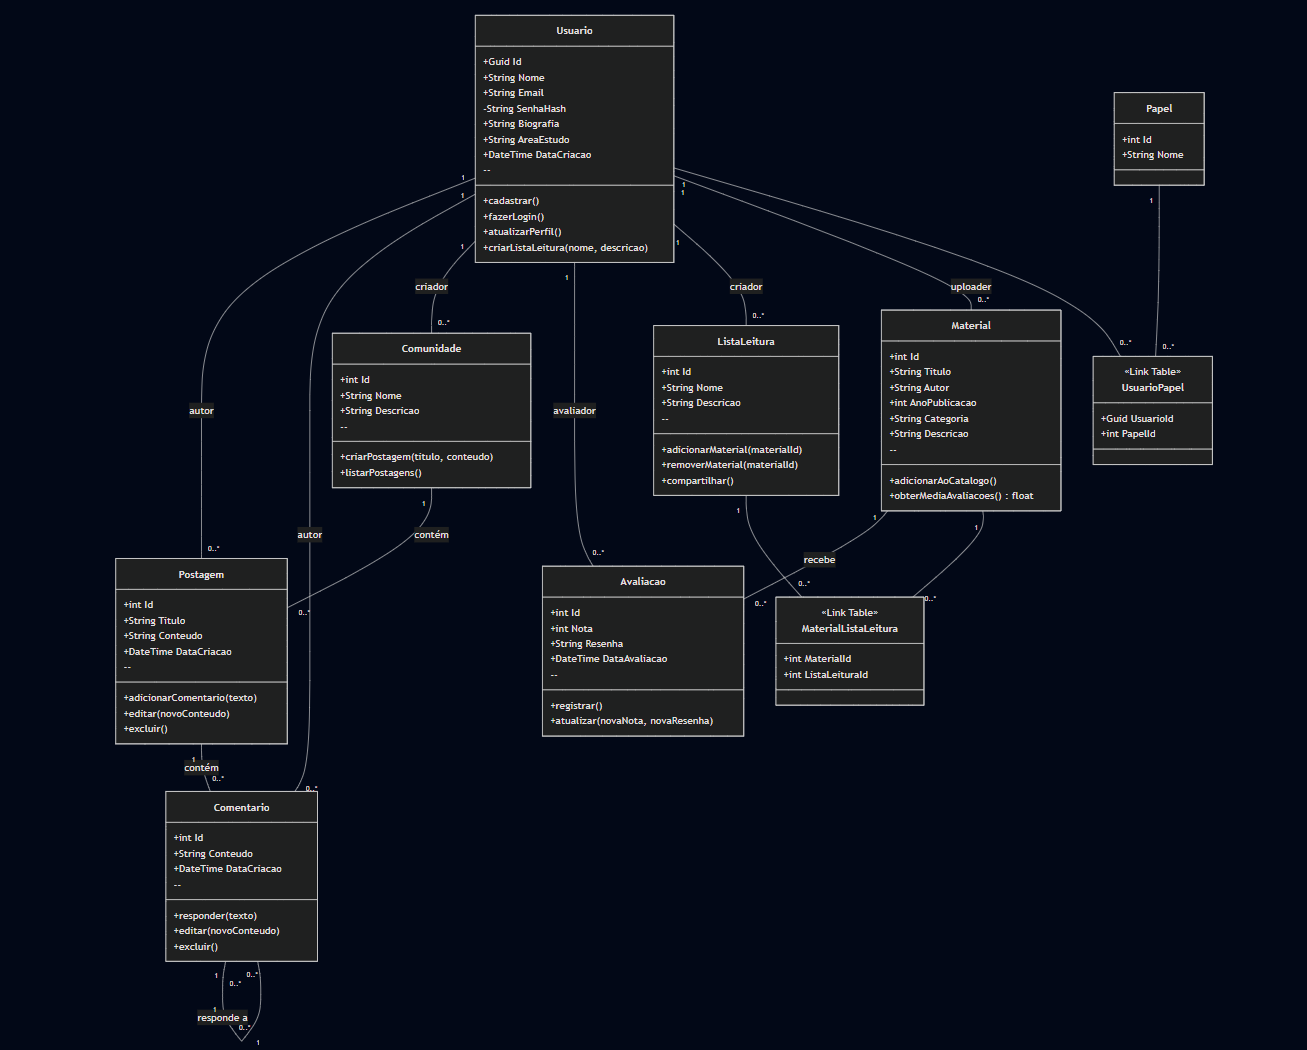 Usuario
+Guid Id
+String Nome
+String Email
-String SenhaHash
+String Biografia
+String AreaEstudo
+DateTime DataCriacao
--
+cadastrar()
+fazerLogin()
+atualizarPerfil()
+criarListaLeitura(nome, descricao)
Papel
+int Id
+String Nome
1
1
1
1
1
1
1
1
criador
0..*
criador
0..*
uploader
0..*
0..*
0..*
Comunidade
+int Id
+String Nome
+String Descricao
--
+criarPostagem(titulo, conteudo)
+listarPostagens()
ListaLeitura
+int Id
+String Nome
+String Descricao
--
+adicionarMaterial(materialId)
+removerMaterial(materialId)
+compartilhar()
Material
+int Id
+String Titulo
+String Autor
+int AnoPublicacao
+String Categoria
+String Descricao
--
+adicionarAoCatalogo()
+obterMediaAvaliacoes() : float
«Link Table»
UsuarioPapel
+Guid UsuarioId
+int PapelId
autor
avaliador
autor
1
contém
1
1
1
0..*
0..*
recebe
0..*
0..*
0..*
0..*
Postagem
+int Id
+String Titulo
+String Conteudo
+DateTime DataCriacao
--
+adicionarComentario(texto)
+editar(novoConteudo)
+excluir()
Avaliacao
+int Id
+int Nota
+String Resenha
+DateTime DataAvaliacao
--
+registrar()
+atualizar(novaNota, novaResenha)
«Link Table»
MaterialListaLeitura
+int MaterialId
+int ListaLeituraId
1
contém
0..*
0..*
Comentario
+int Id
+String Conteudo
+DateTime DataCriacao
--
+responder(texto)
+editar(novoConteudo)
+excluir()
1
0..*
0..*
1
responde a
0..*
1